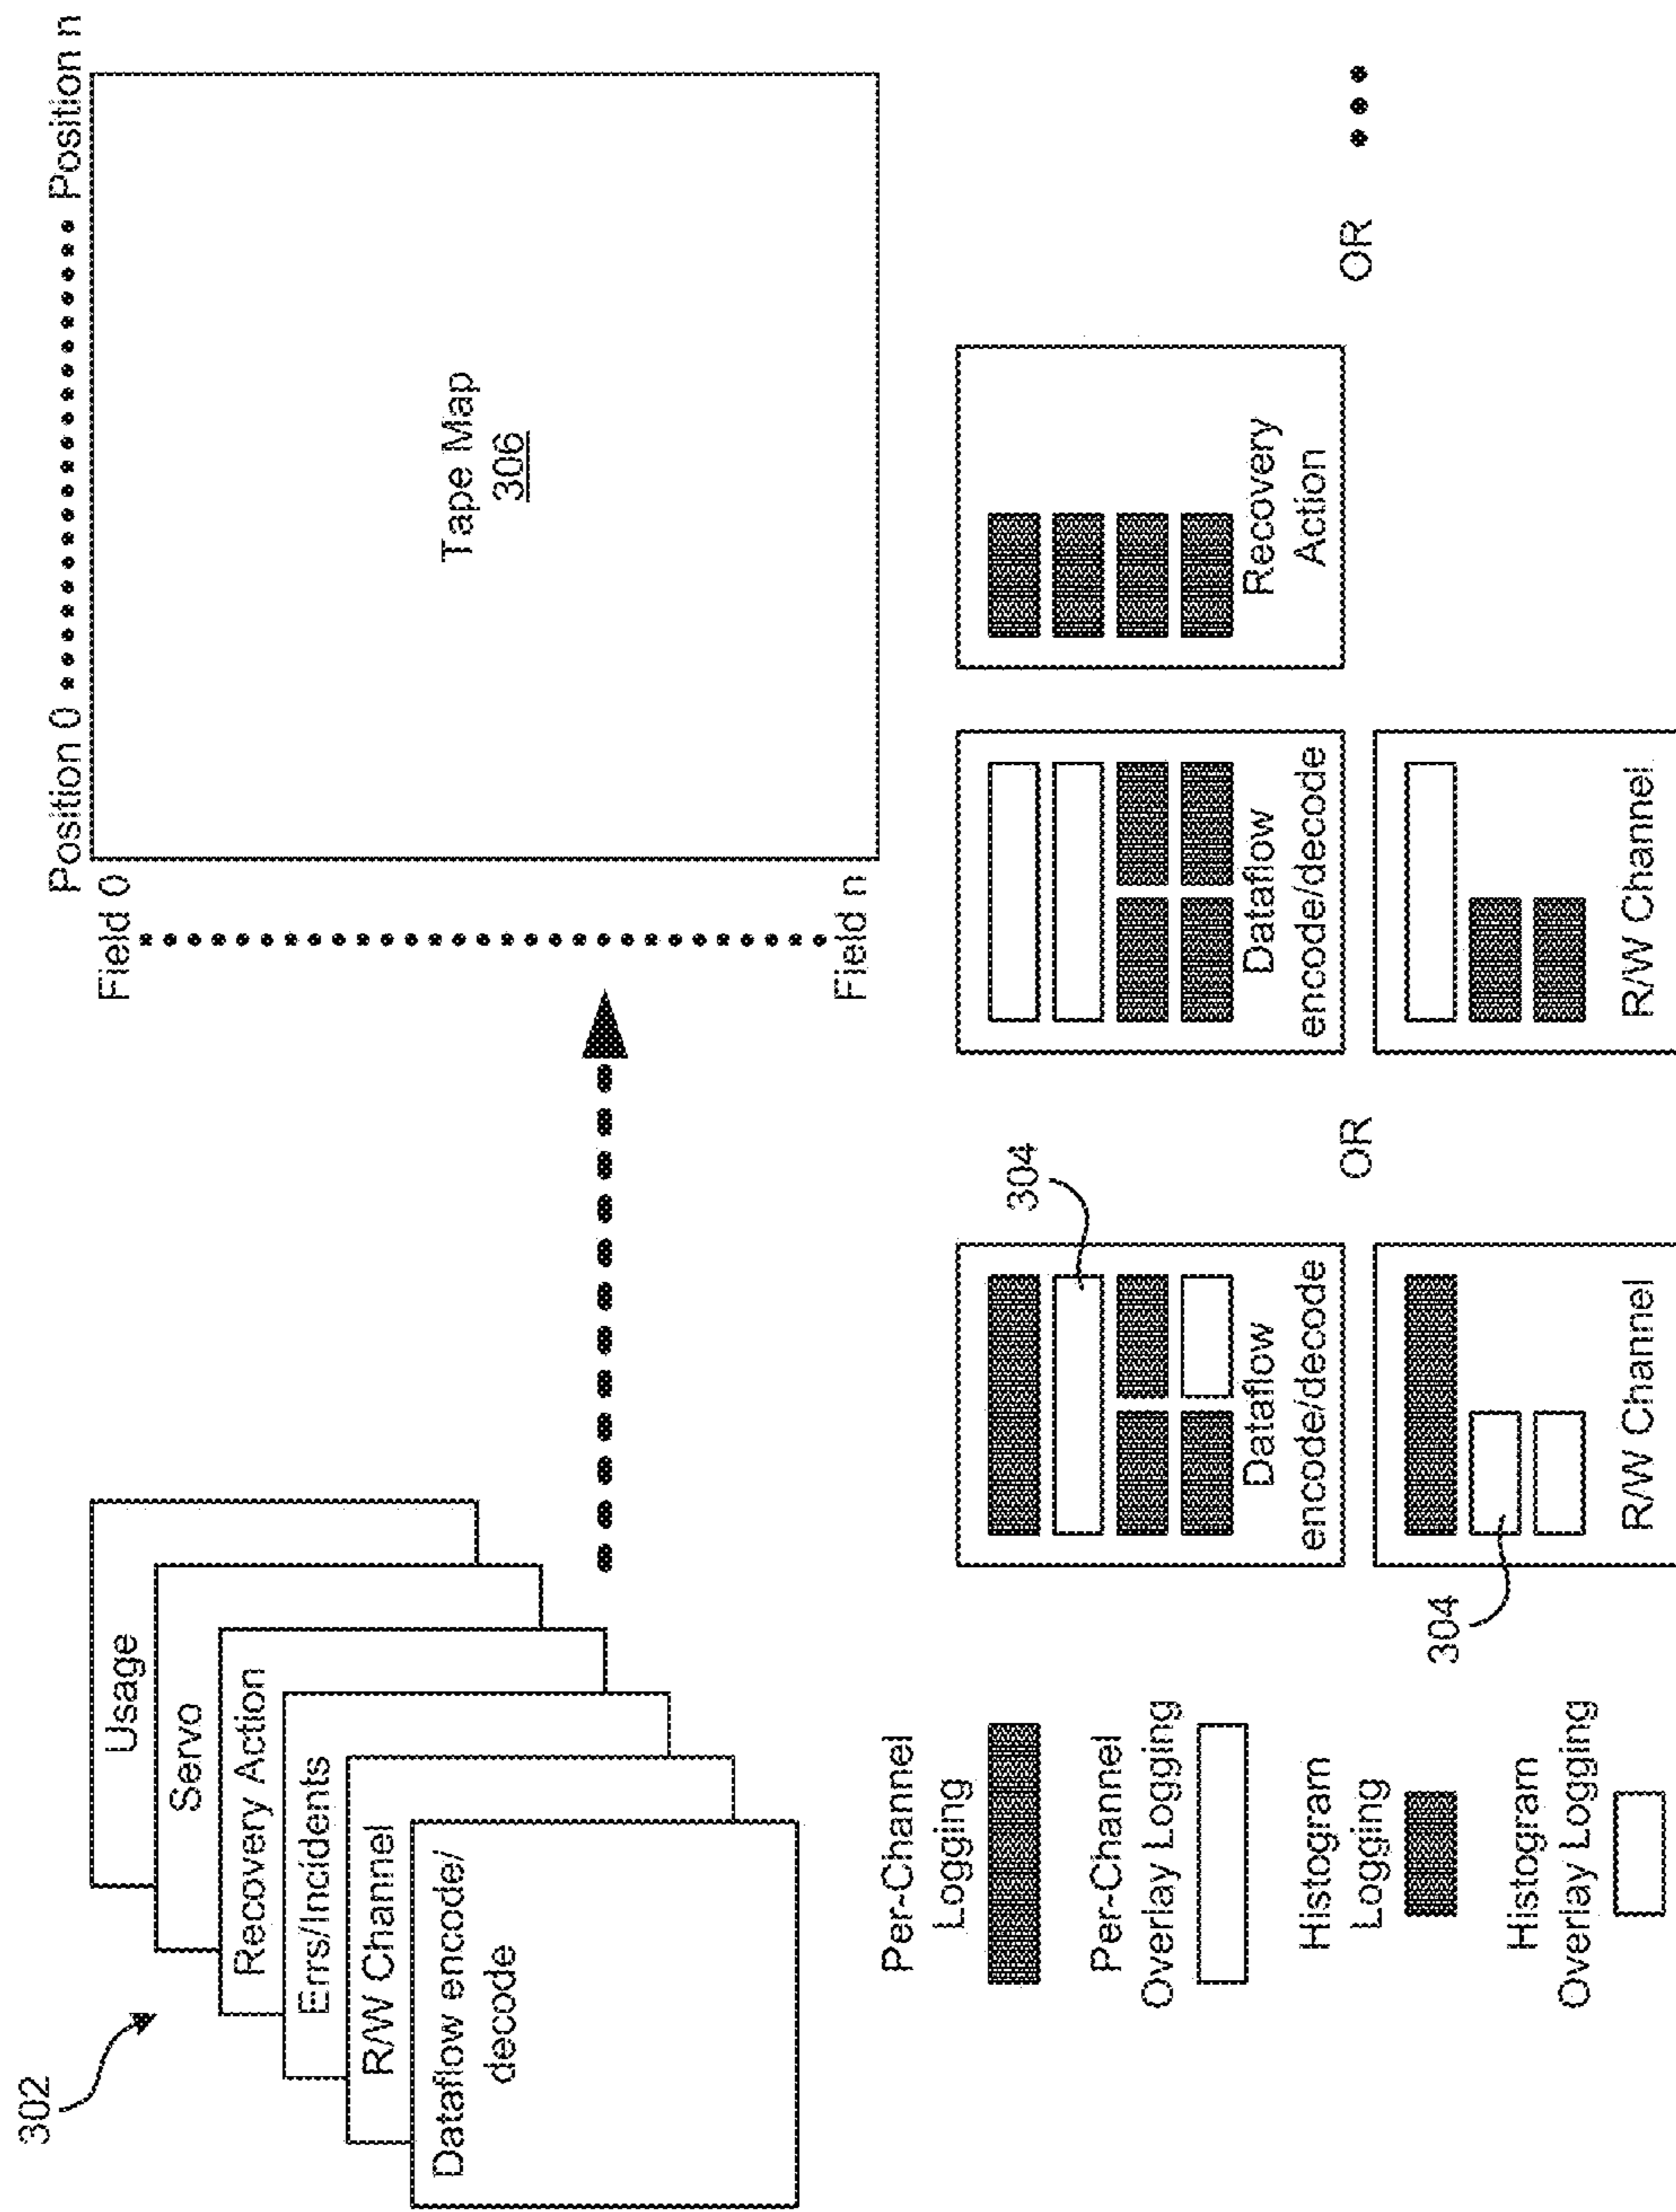 302
Usage
Servo
Recovery Action
Errs/Incidents
R/W Channel
Dataflow encode/
decode
Position 0
Position n
Field 0
Field n
Tape Map
306
Per-Channel
Logging
Per-Channel
Overlay Logging
Histogram
Logging
Histogram
Overlay Logging
304
Dataflow
encode/decode
304
R/W Channel
OR
Dataflow
encode/decode
R/W Channel
Recovery
Action
OR